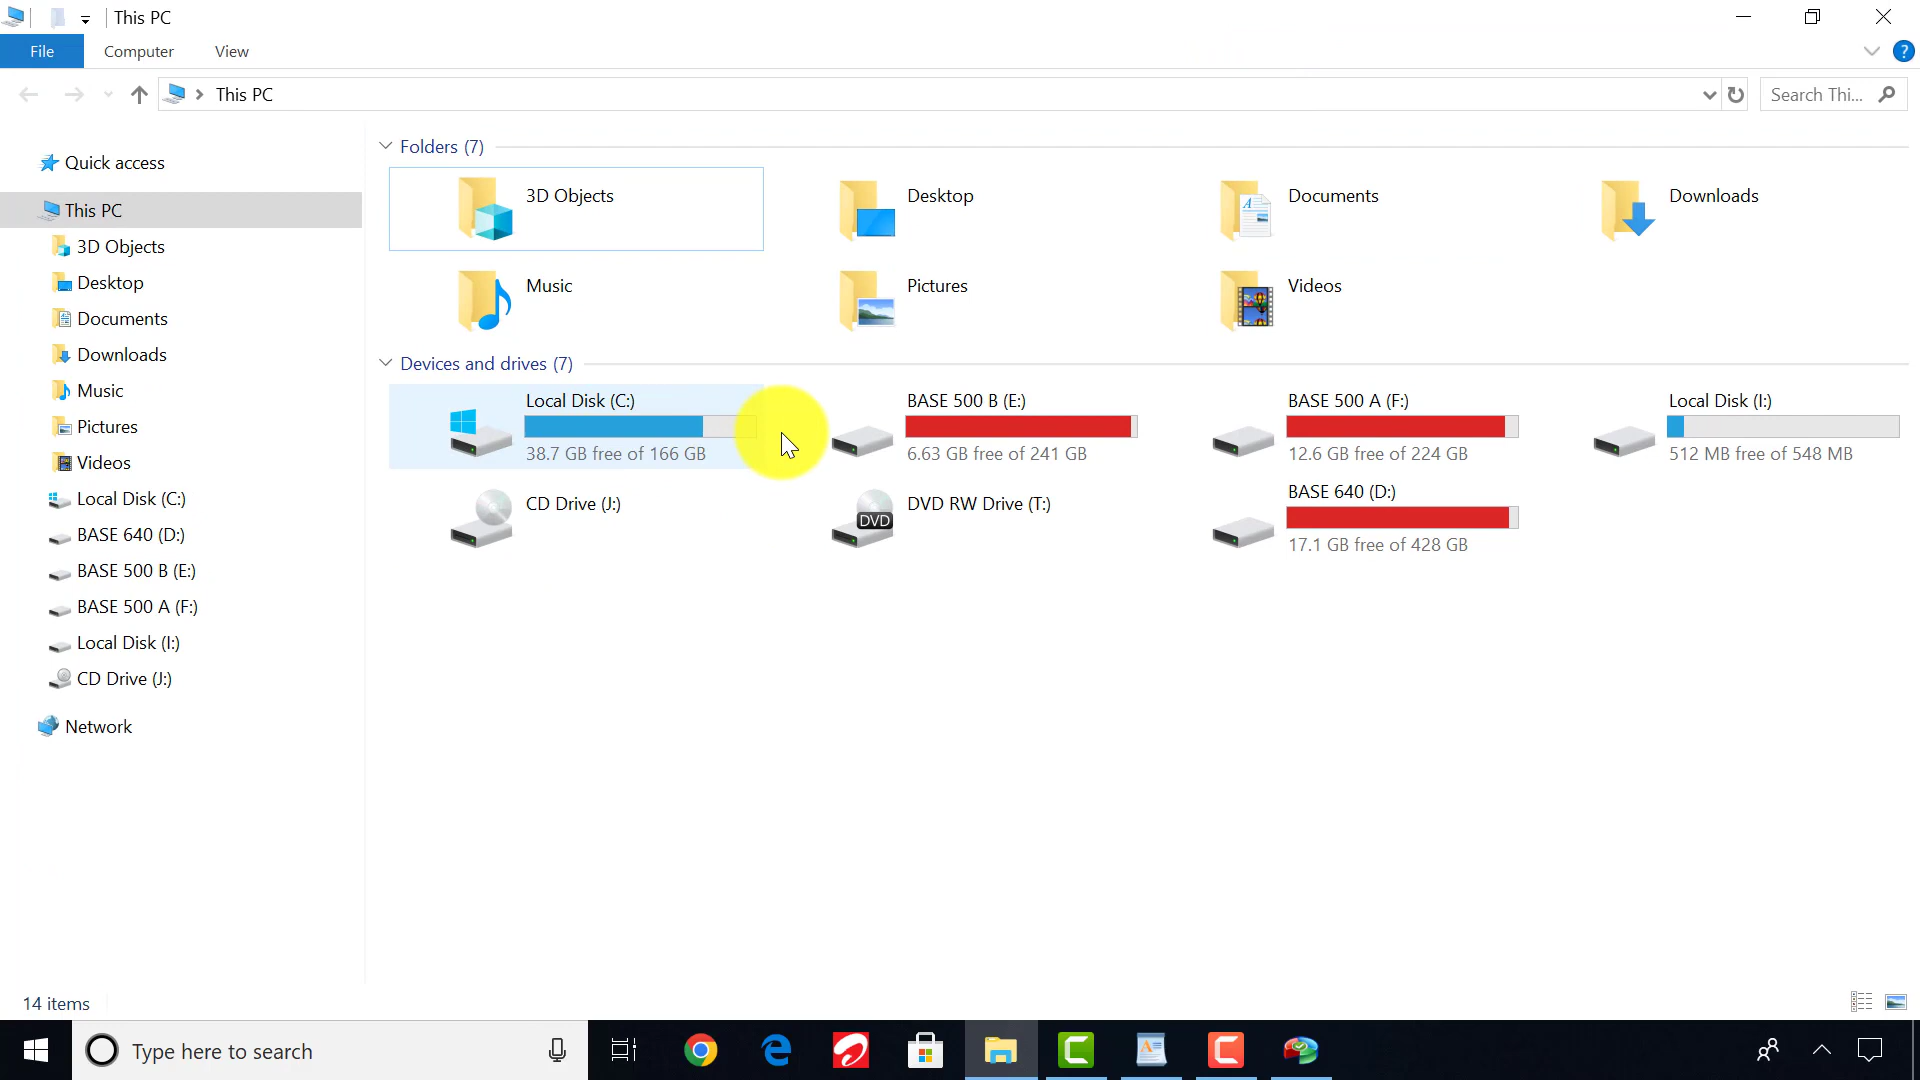 This PC
File
Computer
View
?
This PC
Search Thi...
Quick access
This PC
3D Objects
Desktop
Documents
Downloads
Music
Pictures
Videos
Local Disk (C:)
BASE 640 (D:)
BASE 500 B (E:)
BASE 500 A (F:)
Local Disk (I:)
CD Drive (J:)
Network
Folders (7)
3D Objects
Desktop
Documents
Downloads
Music
Pictures
Videos
Devices and drives (7)
Local Disk (C:)
38.7 GB free of 166 GB
BASE 500 B (E:)
6.63 GB free of 241 GB
BASE 500 A (F:)
12.6 GB free of 224 GB
Local Disk (I:)
512 MB free of 548 MB
CD Drive (J:)
DVD RW Drive (T:)
DVD
BASE 640 (D:)
17.1 GB free of 428 GB
14 items
Type here to search